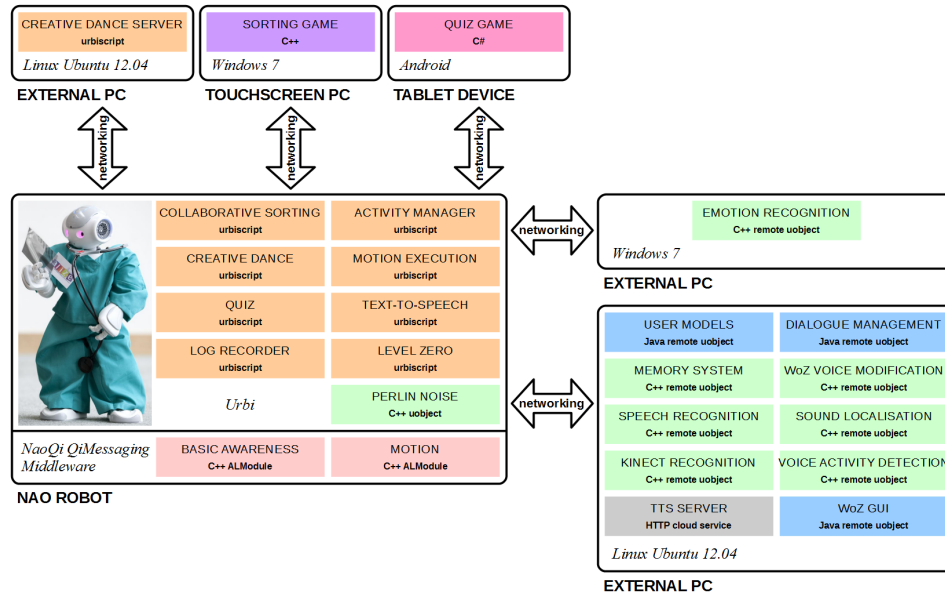 CREATIVE DANCE SERVER
urbiscript
Linux Ubuntu 12.04
EXTERNAL PC
SORTING GAME
C++
Windows 7
TOUCHSCREEN PC
QUIZ GAME
C#
Android
TABLET DEVICE
networking
networking
networking
COLLABORATIVE SORTING
urbiscript
ACTIVITY MANAGER
urbiscript
CREATIVE DANCE
urbiscript
MOTION EXECUTION
urbiscript
QUIZ
urbiscript
TEXT-TO-SPEECH
urbiscript
LOG RECORDER
urbiscript
LEVEL ZERO
urbiscript
Urbi
PERLIN NOISE
C++ uobject
NaoQi QiMessaging
Middleware
BASIC AWARENESS
C++ ALModule
MOTION
C++ ALModule
NAO ROBOT
networking
networking
EMOTION RECOGNITION
C++ remote uobject
Windows 7
EXTERNAL PC
USER MODELS
Java remote uobject
DIALOGUE MANAGEMENT
Java remote uobject
MEMORY SYSTEM
C++ remote uobject
WoZ VOICE MODIFICATION
C++ remote uobject
SPEECH RECOGNITION
C++ remote uobject
SOUND LOCALISATION
C++ remote uobject
KINECT RECOGNITION
C++ remote uobject
VOICE ACTIVITY DETECTION
C++ remote uobject
TTS SERVER
HTTP cloud service
WoZ GUI
Java remote uobject
Linux Ubuntu 12.04
EXTERNAL PC